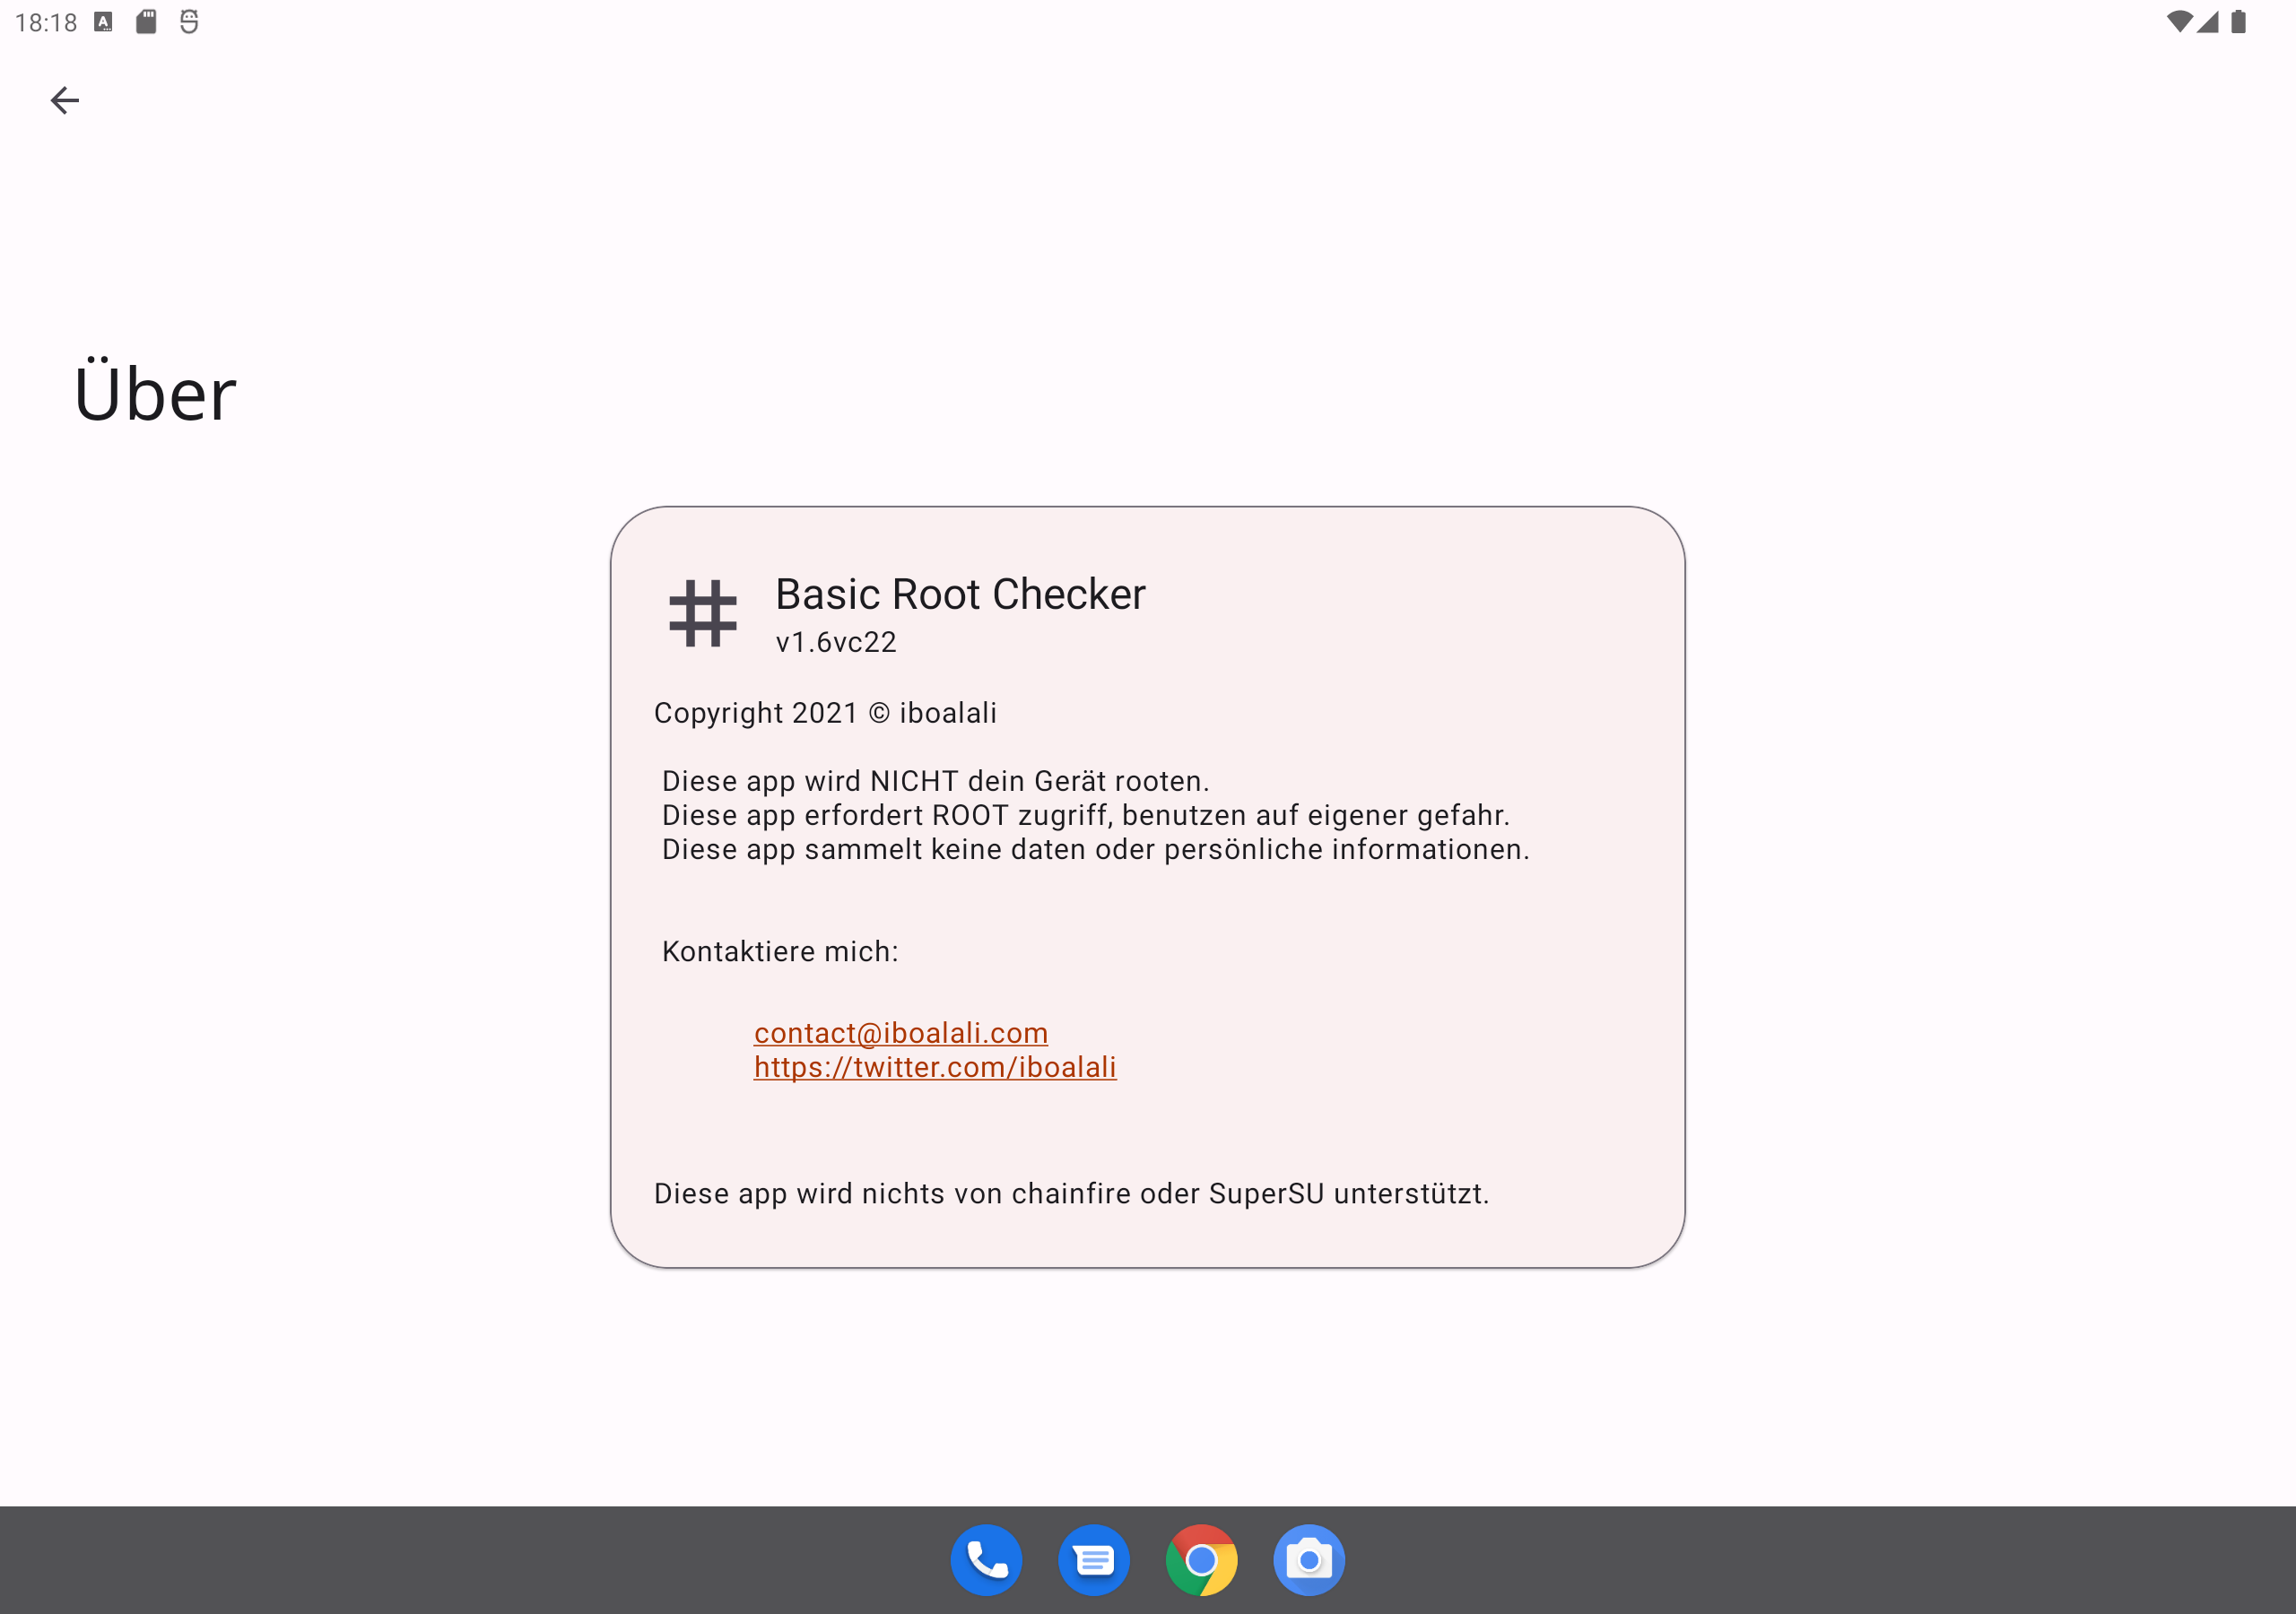 18:18
Über
Basic Root Checker
v1.6vc22
Copyright 2021 © iboalali
Diese app wird NICHT dein Gerät rooten.
Diese app erfordert ROOT zugriff, benutzen auf eigener gefahr.
Diese app sammelt keine daten oder persönliche informationen.
Kontaktiere mich:
contact@iboalali.com
https://twitter.com/iboalali
Diese app wird nichts von chainfire oder SuperSU unterstützt.